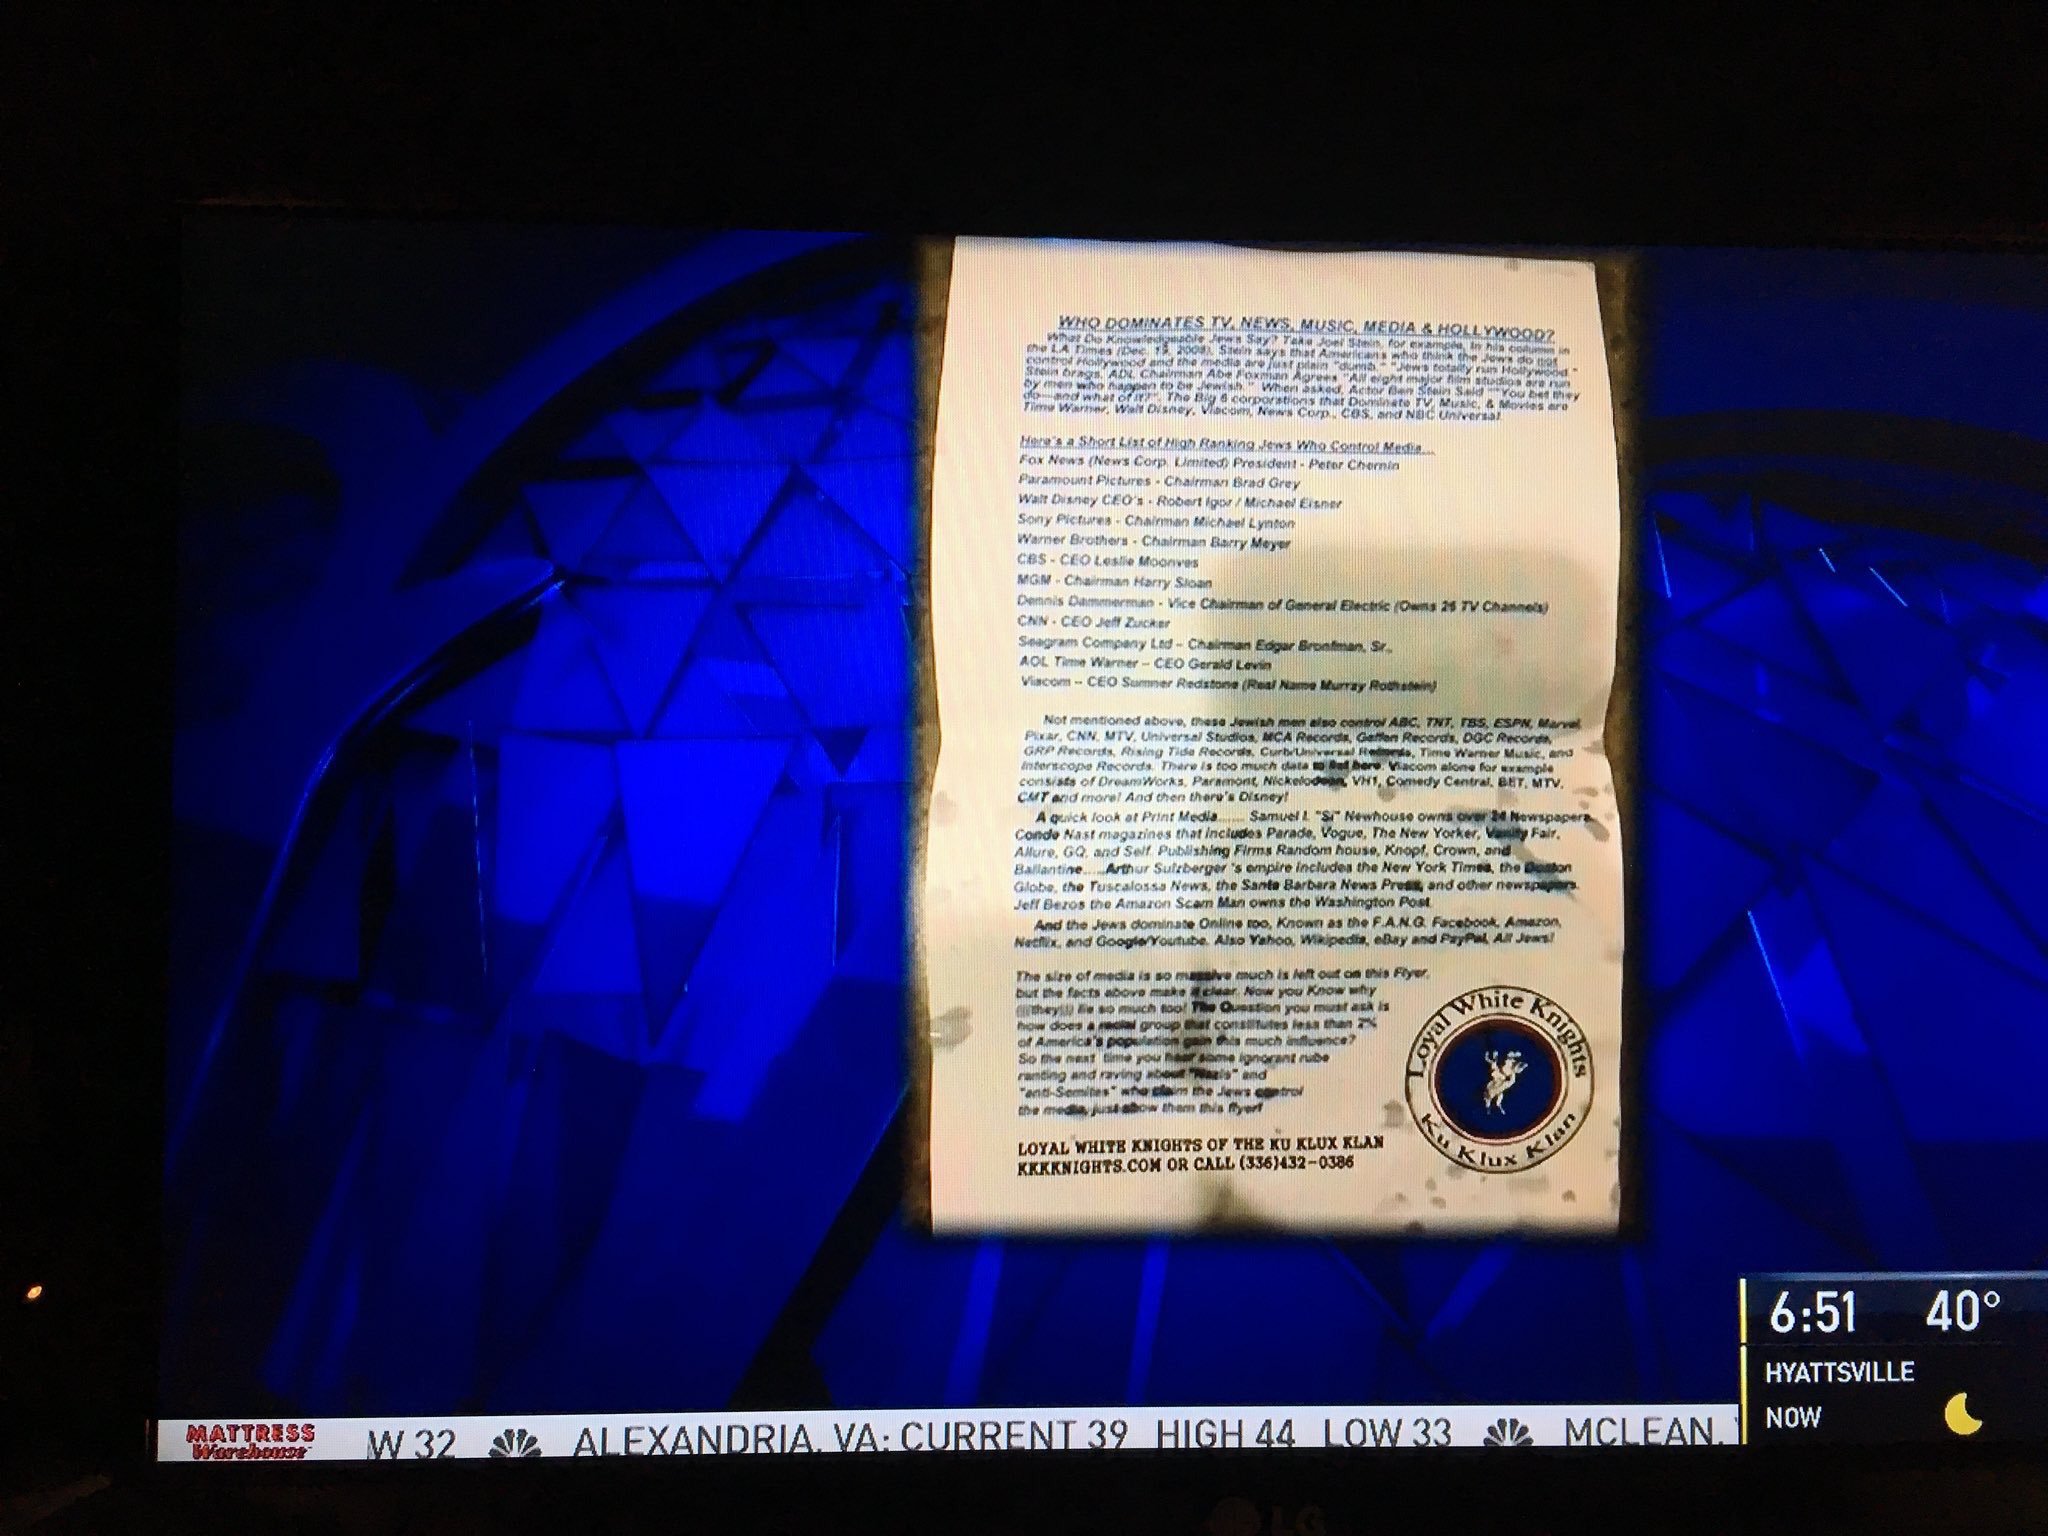 WHO DOMINATES TV, NEWS, MUSIC, MEDIA & HOLLYWOOD?
What Do Knowledgeable Jews Say? Take Joel Stein, for example. In his column in
the LA Times (Dec. 19, 2008), Stein says that Americans who think the Jews do not
control Hollywood and the media are just plain "dumb." "Jews totally run Hollywood."
Stein brags. ADL Chairman Abe Foxman Agrees "All eight major film studios are run
by men who happen to be Jewish." When asked, Actor Ben Stein Said "You bet they
do—and what of it?". The Big 6 corporations that Dominate TV, Music, & Movies are
Time Warner, Walt Disney, Viacom, News Corp., CBS, and NBC Universal
Here's a Short List of High Ranking Jews Who Control Media...
Fox News (News Corp. Limited) President - Peter Chernin
Paramount Pictures - Chairman Brad Grey
Walt Disney CEO's - Robert Igor / Michael Eisner
Sony Pictures - Chairman Michael Lynton
Warner Brothers - Chairman Barry Meyer
CBS - CEO Leslie Moonves
MGM - Chairman Harry Sloan
Dennis Dammerman - Vice Chairman of General Electric (Owns 26 TV Channels)
CNN - CEO Jeff Zucker
Seagram Company Ltd – Chairman Edgar Bronfman, Sr.,
AOL Time Warner – CEO Gerald Levin
Viacom – CEO Sumner Redstone (Real Name Murray Rothstein)
Not mentioned above, these Jewish men also control ABC, TNT, TBS, ESPN, Marvel
Pixar, CNN, MTV, Universal Studios, MCA Records, Geffen Records, DGC Records,
GRP Records, Rising Tide Records, Curb/Universal Records, Time Warner Music, and
Interscope Records. There is too much data to list here. Viacom alone for example
consists of DreamWorks, Paramont, Nickelodean, VH1, Comedy Central, BET, MTV,
CMT and more! And then there's Disney!
A quick look at Print Media....... Samuel I. "Si" Newhouse owns over 24 Newspapers
Conde Nast magazines that includes Parade, Vogue, The New Yorker, Vanity Fair,
Allure, GQ, and Self. Publishing Firms Random house, Knopf, Crown, and
Ballantine.....Arthur Sulzberger 's empire includes the New York Times, the Boston
Globe, the Tuscalossa News, the Santa Barbara News Press, and other newspapers.
Jeff Bezos the Amazon Scam Man owns the Washington Post
And the Jews dominate Online too, Known as the F.A.N.G. Facebook, Amazon,
Netflix, and Google/Youtube. Also Yahoo, Wikipedia, eBay and PayPal, All Jews!
The size of media is so massive much is left out on this Flyer.
but the facts above make it clear. Now you Know why
(((they))) lie so much too! The Question you must ask is
how does a racial group that constitutes less than 2%
of America's population gain this much influence?
So the next time you hear some ignorant rube
ranting and raving about "Nazis" and
"anti-Semites" who claim the Jews control
the media, just show them this flyer!
Loyal White Knights
Ku Klux Klan
LOYAL WHITE KNIGHTS OF THE KU KLUX KLAN
KKKKNIGHTS.COM OR CALL (336)432-0386
6:51 40°
HYATTSVILLE
NOW
MATTRESS
Warehouse
W 32 ALEXANDRIA, VA: CURRENT 39 HIGH 44 LOW 33 MCLEAN,
LG